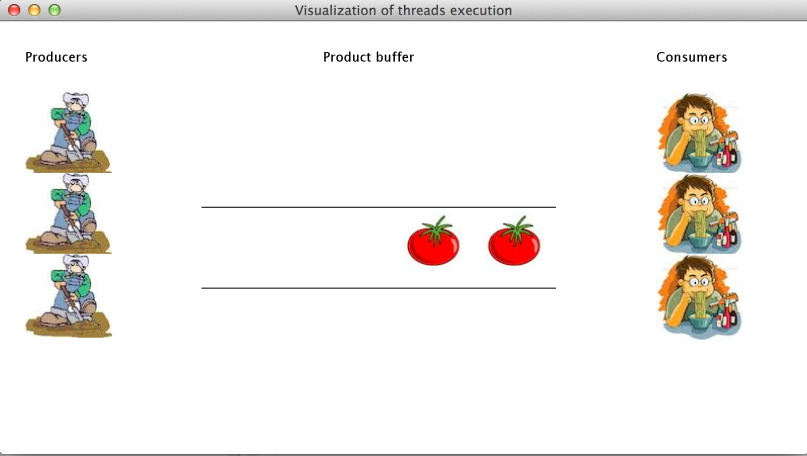 Visualization of threads execution
Producers
Product buffer
Consumers